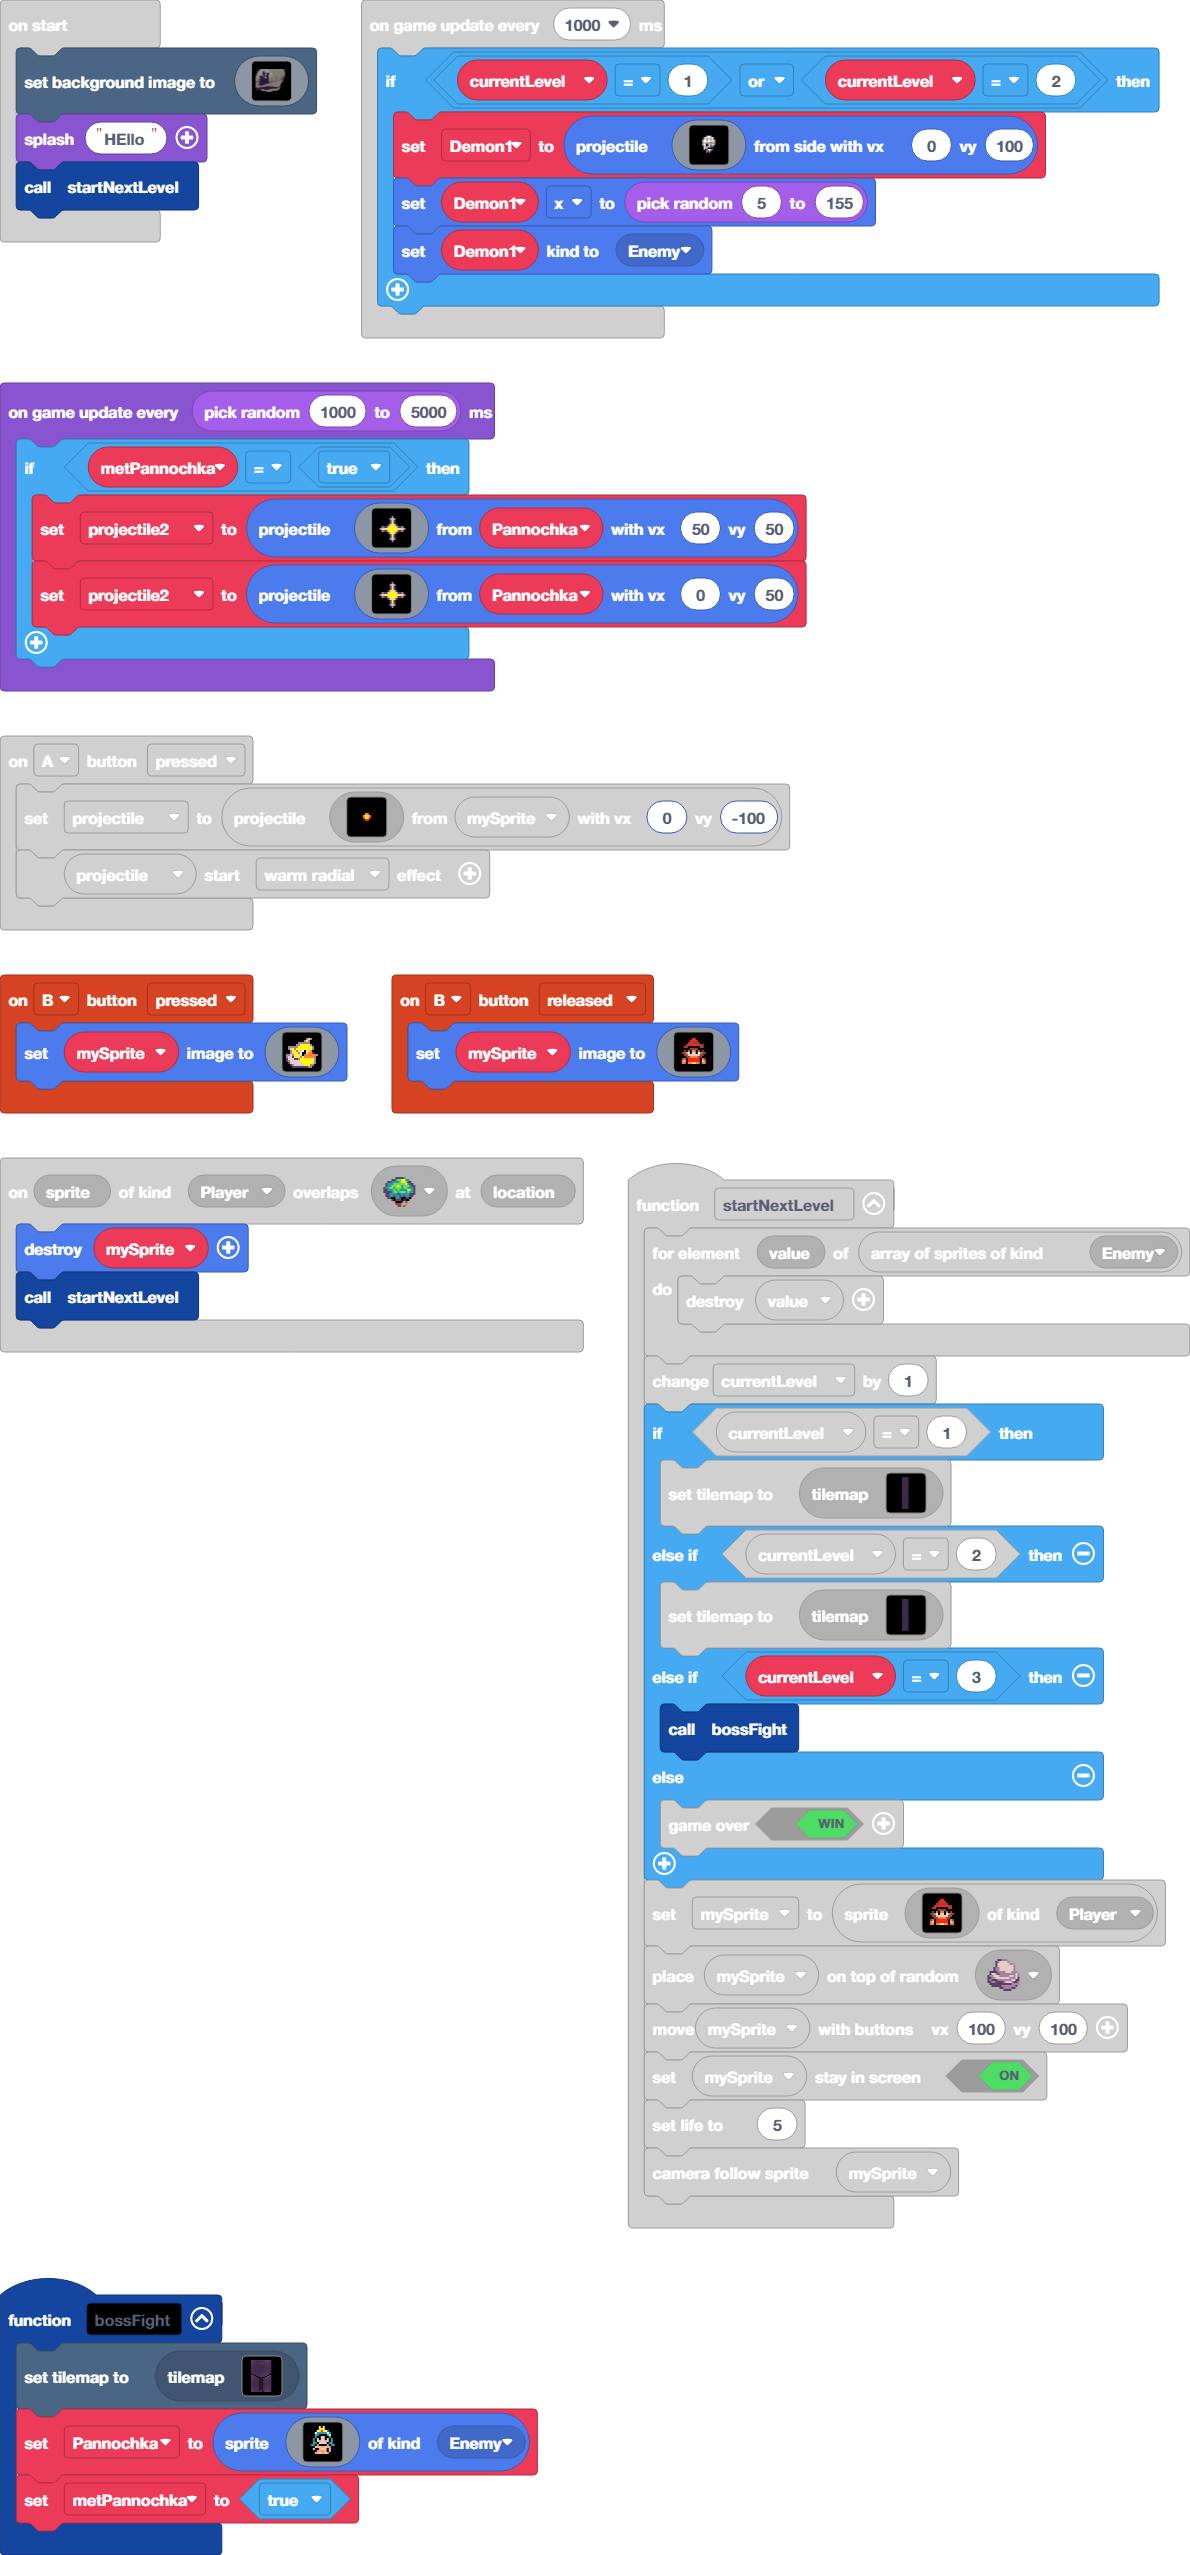 on start
set background image to
splash "HEllo "
call startNextLevel
on game update every 1000 ms
if currentLevel = 1 or currentLevel = 2 then
set Demon1 to projectile from side with vx 0 vy 100
set Demon1 x to pick random 5 to 155
set Demon1 kind to Enemy
on game update every pick random 1000 to 5000 ms
if metPannochka = true then
set projectile2 to projectile from Pannochka with vx 50 vy 50
set projectile2 to projectile from Pannochka with vx 0 vy 50
on A button pressed
set projectile to projectile from mySprite with vx 0 vy -100
projectile start warm radial effect
on B button pressed
set mySprite image to
on B button released
set mySprite image to
on sprite of kind Player overlaps at location
destroy mySprite
call startNextLevel
function startNextLevel
for element value of array of sprites of kind Enemy
do destroy value
change currentLevel by 1
if currentLevel = 1 then
set tilemap to tilemap
else if currentLevel = 2 then
set tilemap to tilemap
else if currentLevel = 3 then
call bossFight
else
game over WIN
set mySprite to sprite of kind Player
place mySprite on top of random
move mySprite with buttons vx 100 vy 100
set mySprite stay in screen ON
set life to 5
camera follow sprite mySprite
function bossFight
set tilemap to tilemap
set Pannochka to sprite of kind Enemy
set metPannochka to true